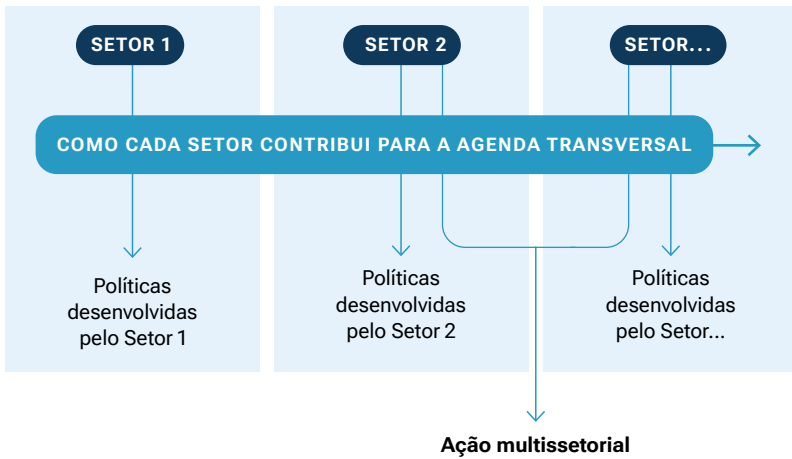 SETOR 1
SETOR 2
SETOR...
COMO CADA SETOR CONTRIBUI PARA A AGENDA TRANSVERSAL
Políticas
desenvolvidas
pelo Setor 1
Políticas
desenvolvidas
pelo Setor 2
Políticas
desenvolvidas
pelo Setor...
Ação multissetorial